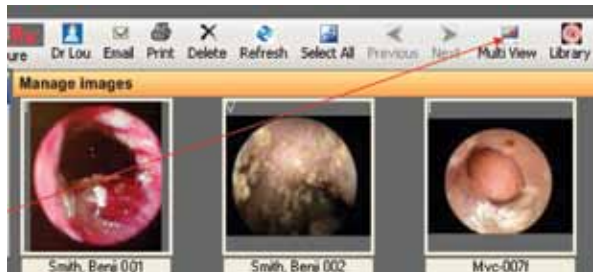 ure Dr Lou Email Print Delete Refresh Select All Previous Next Multi View Library
Manage images
Smith, Benji 001 Smith, Benji 002 Myc-007f